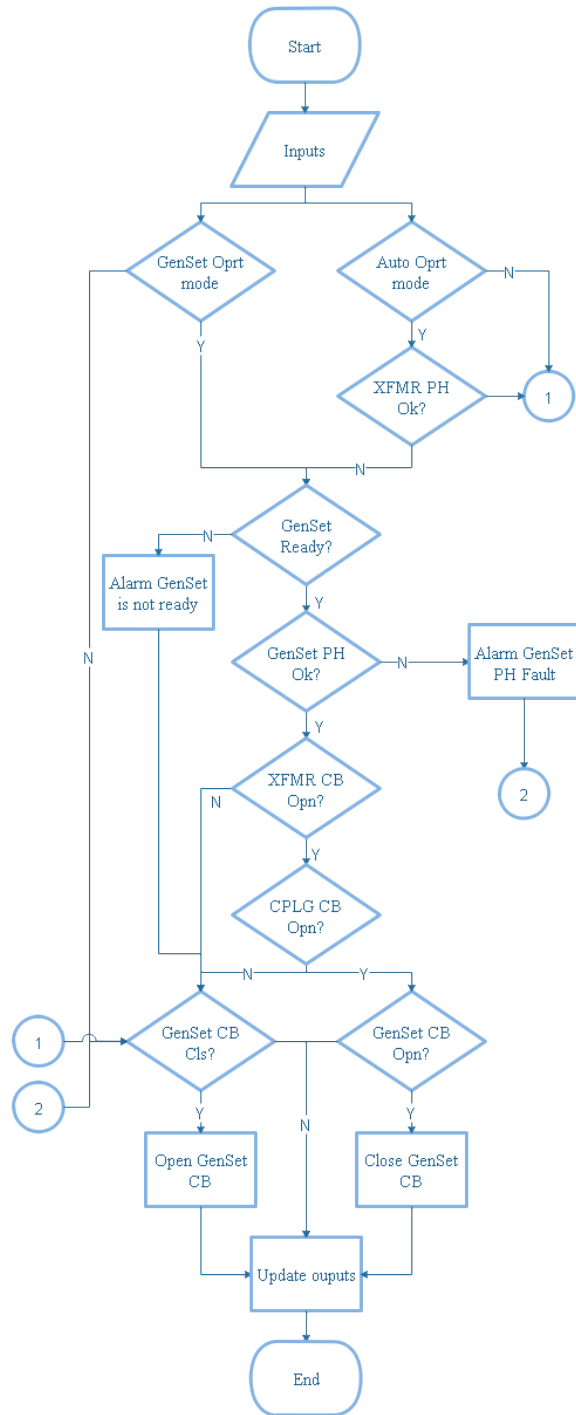 Start
Inputs
GenSet Oprt
mode
Auto Oprt
mode
N
Y
Y
XFMR PH
Ok?
1
N
GenSet
Ready?
N
Alarm GenSet
is not ready
Y
N
GenSet PH
Ok?
N
Alarm GenSet
PH Fault
Y
2
XFMR CB
Opn?
N
Y
CPLG CB
Opn?
N
Y
1
GenSet CB
Cls?
GenSet CB
Opn?
2
Y
N
Y
Open GenSet
CB
Close GenSet
CB
Update ouputs
End